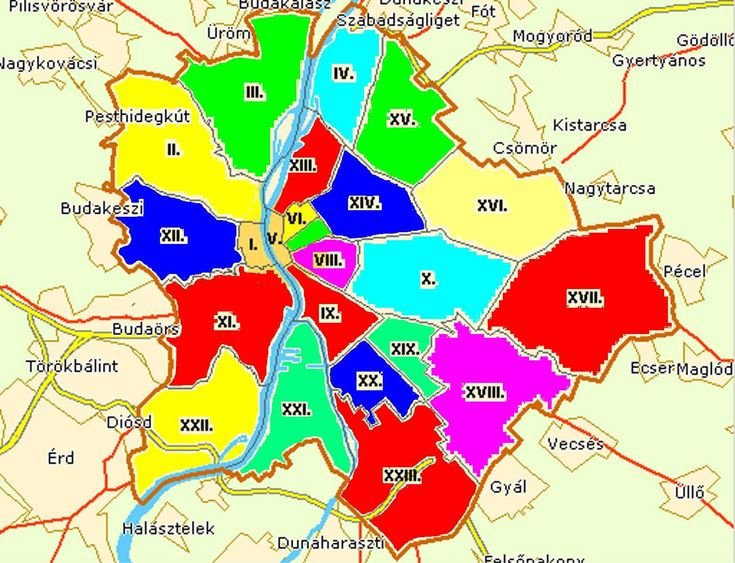 Pilisvörösvár
Budakalász
Dunakeszi
Fót
Szabadságliget
Üröm
Mogyoród
Gödöllő
Nagykovácsi
Gyertyános
IV.
III.
Pesthidegkút
XV.
Kistarcsa
II.
Csömör
XIII.
Nagytarcsa
Budakeszi
XIV.
XVI.
VI.
XII.
I.
V.
VIII.
Pécel
X.
XVII.
IX.
XI.
Budaörs
XIX.
Törökbálint
Ecser
Maglód
XX.
XVIII.
XXI.
Diósd
XXII.
Vecsés
Érd
XXIII.
Gyál
Üllő
Halásztelek
Dunaharaszti
Felsőpakony